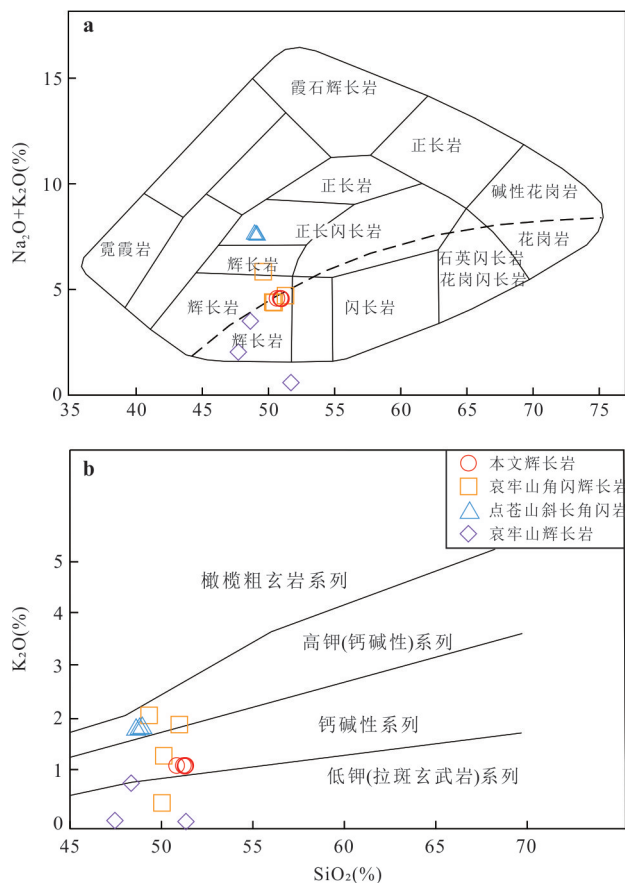 a
15
10
5
0
Na₂O+K₂O(%)
霞石辉长岩
正长岩
正长岩
碱性花岗岩
霓霞岩
正长闪长岩
花岗岩
辉长岩
石英闪长岩
花岗闪长岩
辉长岩
闪长岩
辉长岩
35 40 45 50 55 60 65 70 75
b
本文辉长岩
哀牢山角闪辉长岩
点苍山斜长角闪岩
哀牢山辉长岩
5
4
3
2
1
0
K₂O(%)
橄榄粗玄岩系列
高钾(钙碱性)系列
钙碱性系列
低钾(拉斑玄武岩)系列
45 50 55 60 65 70 75
SiO₂(%)